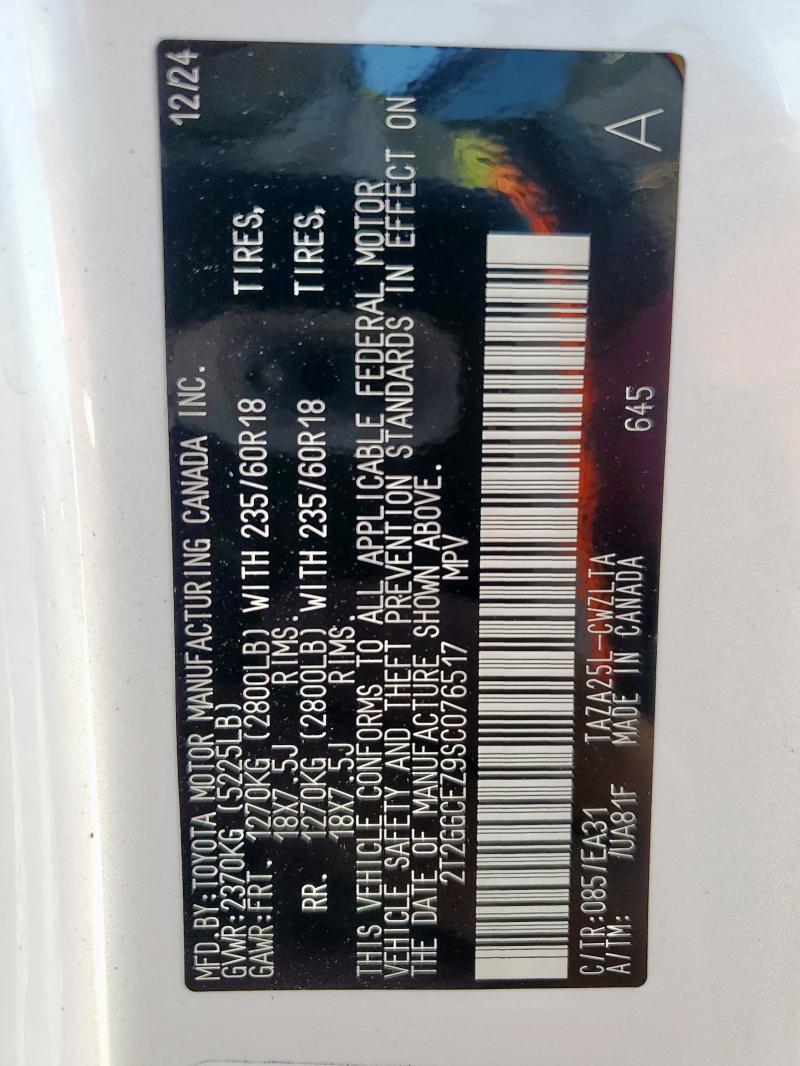 MFD.BY:TOYOTA MOTOR MANUFACTURING CANADA INC. 12/24
GVWR:2370KG (5225LB)
GAWR:FRT. 1270KG (2800LB) WITH 235/60R18 TIRES,
18X7.5J RIMS.
RR. 1270KG (2800LB) WITH 235/60R18 TIRES,
18X7.5J RIMS.
THIS VEHICLE CONFORMS TO ALL APPLICABLE FEDERAL MOTOR
VEHICLE SAFETY AND THEFT PREVENTION STANDARDS IN EFFECT ON
THE DATE OF MANUFACTURE SHOWN ABOVE.
2T2GGCEZ9SC076517 MPV
C/TR:085/EA31 TAZA25L-CWZLTA 645 A
A/TM: /UA81F MADE IN CANADA